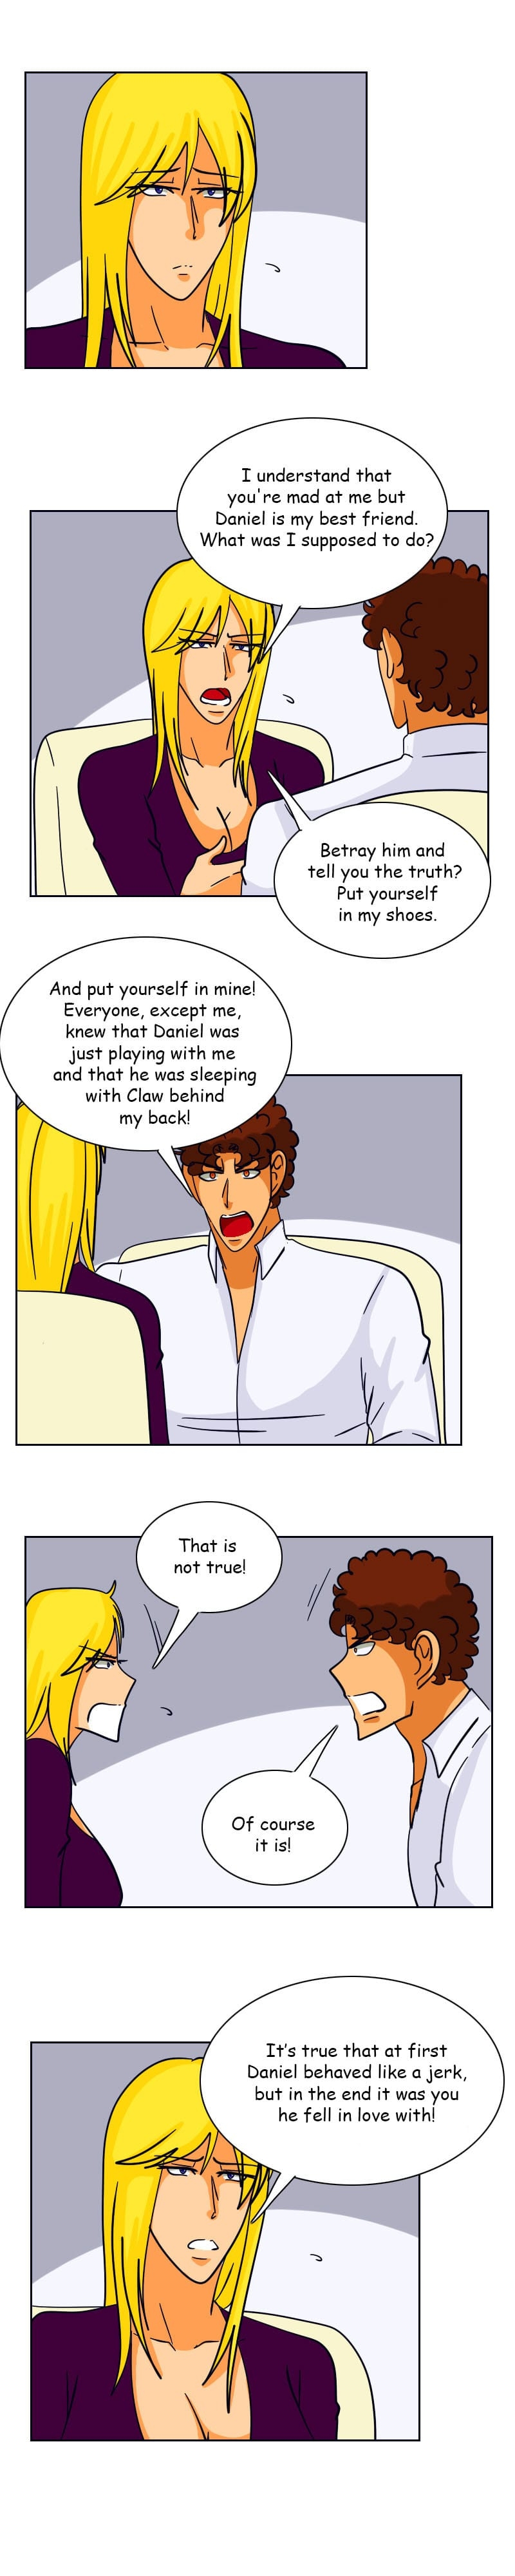 I understand that
you're mad at me but
Daniel is my best friend.
What was I supposed to do?
Betray him and
tell you the truth?
Put yourself
in my shoes.
And put yourself in mine!
Everyone, except me,
knew that Daniel was
just playing with me
and that he was sleeping
with Claw behind
my back!
That is
not true!
Of course
it is!
It's true that at first
Daniel behaved like a jerk,
but in the end it was you
he fell in love with!